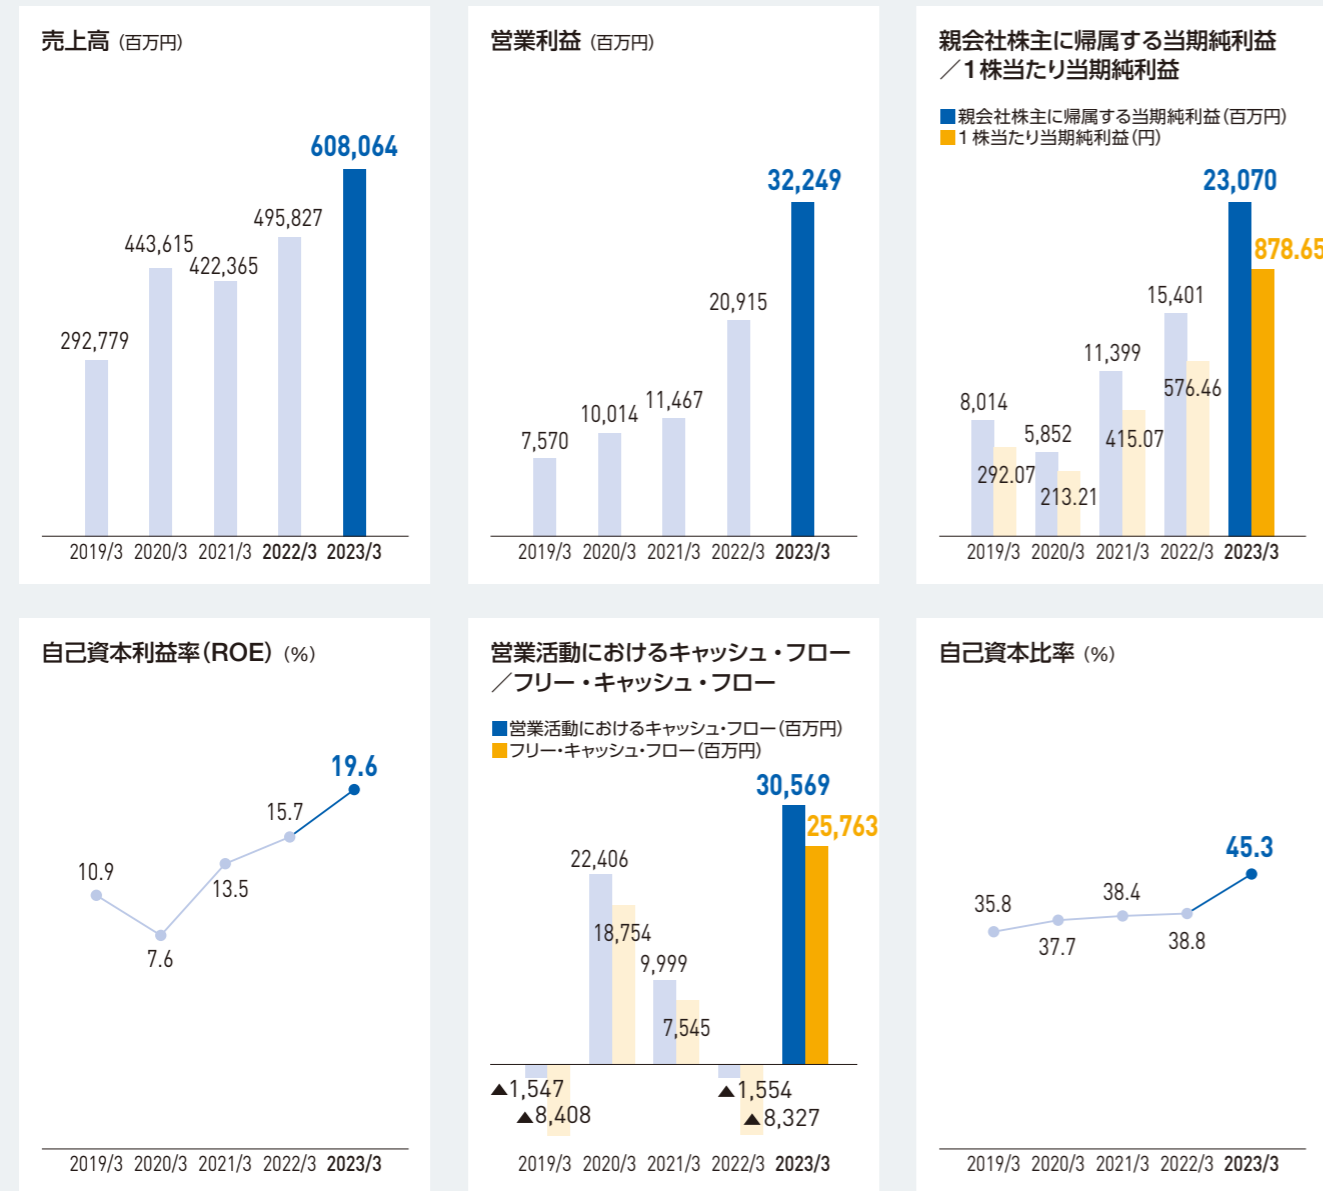 売上高（百万円）
608,064
495,827
443,615
422,365
292,779
2019/3 2020/3 2021/3 2022/3 2023/3
営業利益（百万円）
32,249
20,915
11,467
10,014
7,570
2019/3 2020/3 2021/3 2022/3 2023/3
親会社株主に帰属する当期純利益
／1株当たり当期純利益
■親会社株主に帰属する当期純利益（百万円）
■1株当たり当期純利益（円）
23,070
878.65
15,401
11,399
576.46
8,014
5,852
415.07
292.07
213.21
2019/3 2020/3 2021/3 2022/3 2023/3
自己資本利益率（ROE）（%）
19.6
15.7
10.9
13.5
7.6
2019/3 2020/3 2021/3 2022/3 2023/3
営業活動におけるキャッシュ・フロー
／フリー・キャッシュ・フロー
■営業活動におけるキャッシュ・フロー（百万円）
■フリー・キャッシュ・フロー（百万円）
30,569
25,763
22,406
18,754
9,999
7,545
▲1,547
▲1,554
▲8,408
▲8,327
2019/3 2020/3 2021/3 2022/3 2023/3
自己資本比率（%）
45.3
38.4
35.8
37.7
38.8
2019/3 2020/3 2021/3 2022/3 2023/3